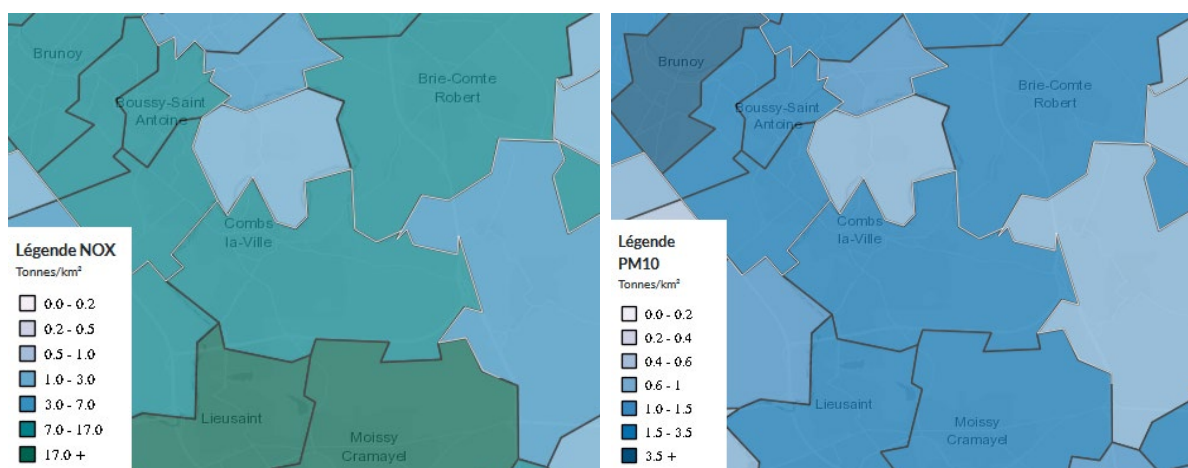 Brunoy
Boussy-Saint
Antoine
Brie-Comte
Robert
Combs
la-Ville
Lieusaint
Moissy
Cramayel
Légende NOX
Tonnes/km²
0.0 - 0.2
0.2 - 0.5
0.5 - 1.0
1.0 - 3.0
3.0 - 7.0
7.0 - 17.0
17.0 +
Brunoy
Boussy-Saint
Antoine
Brie-Comte
Robert
Combs
la-Ville
Lieusaint
Moissy
Cramayel
Légende
PM10
Tonnes/km²
0.0 - 0.2
0.2 - 0.4
0.4 - 0.6
0.6 - 1
1.0 - 1.5
1.5 - 3.5
3.5 +